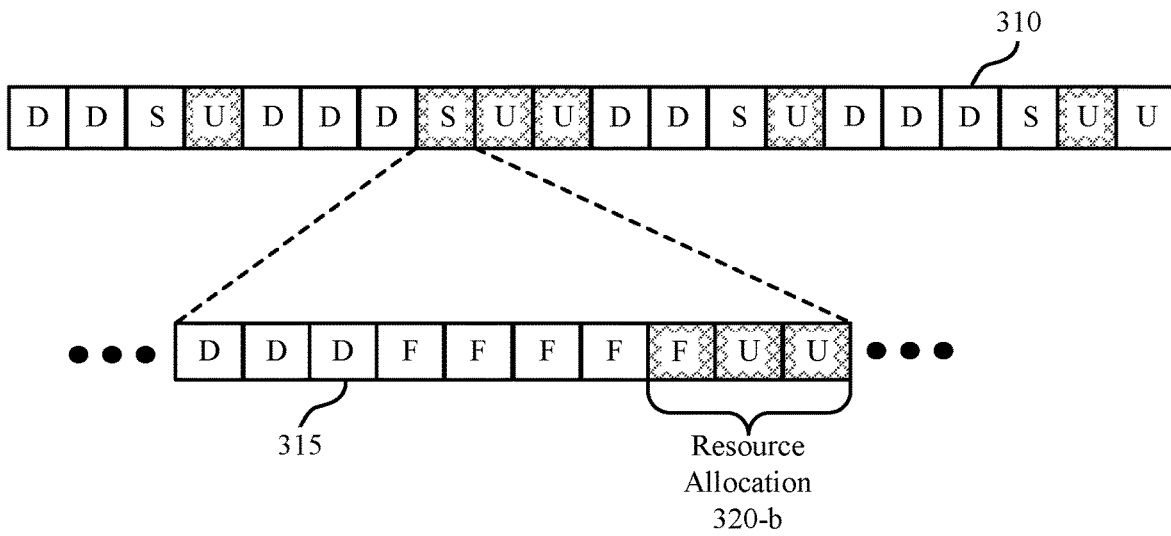 310
D D S U D D D S U U D D S U D D D S U U
D D D F F F F F U U
315
Resource
Allocation
320-b